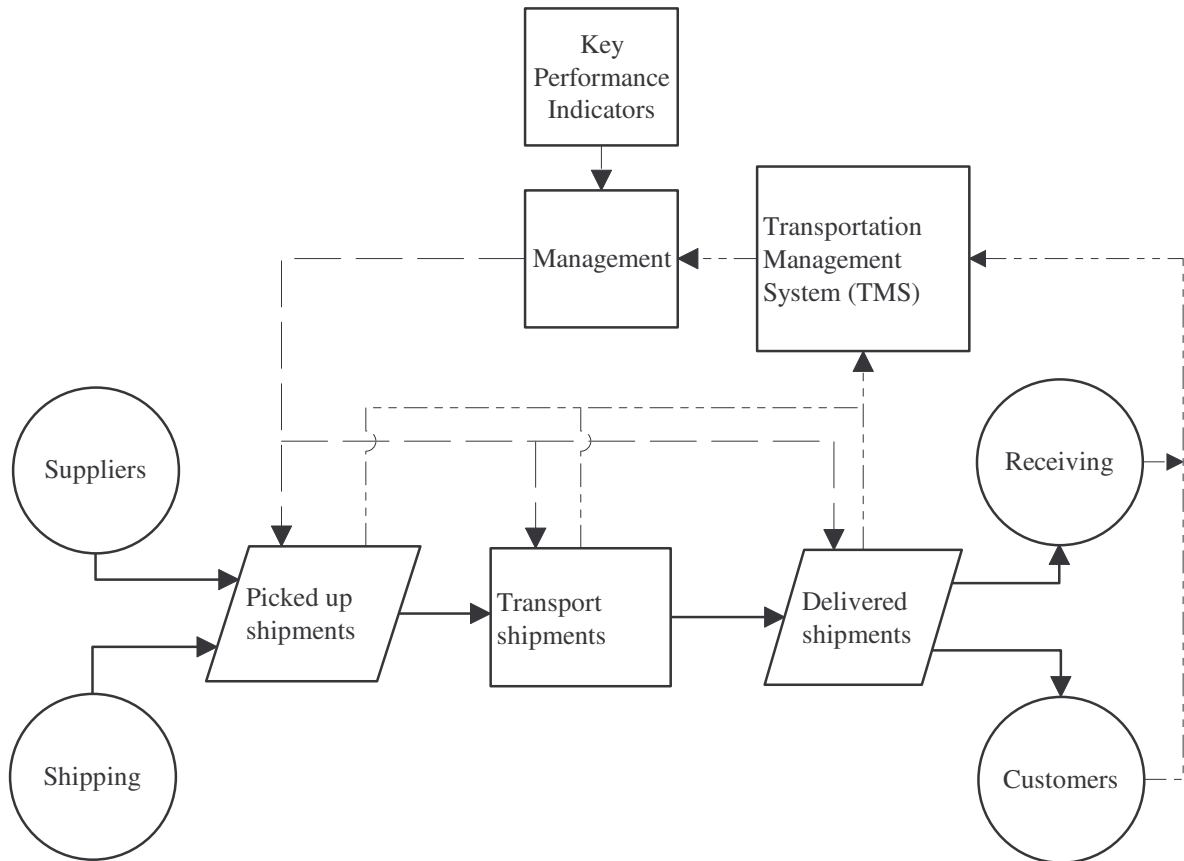 Key
Performance
Indicators
Management
Transportation
Management
System (TMS)
Suppliers
Receiving
Picked up
shipments
Transport
shipments
Delivered
shipments
Shipping
Customers